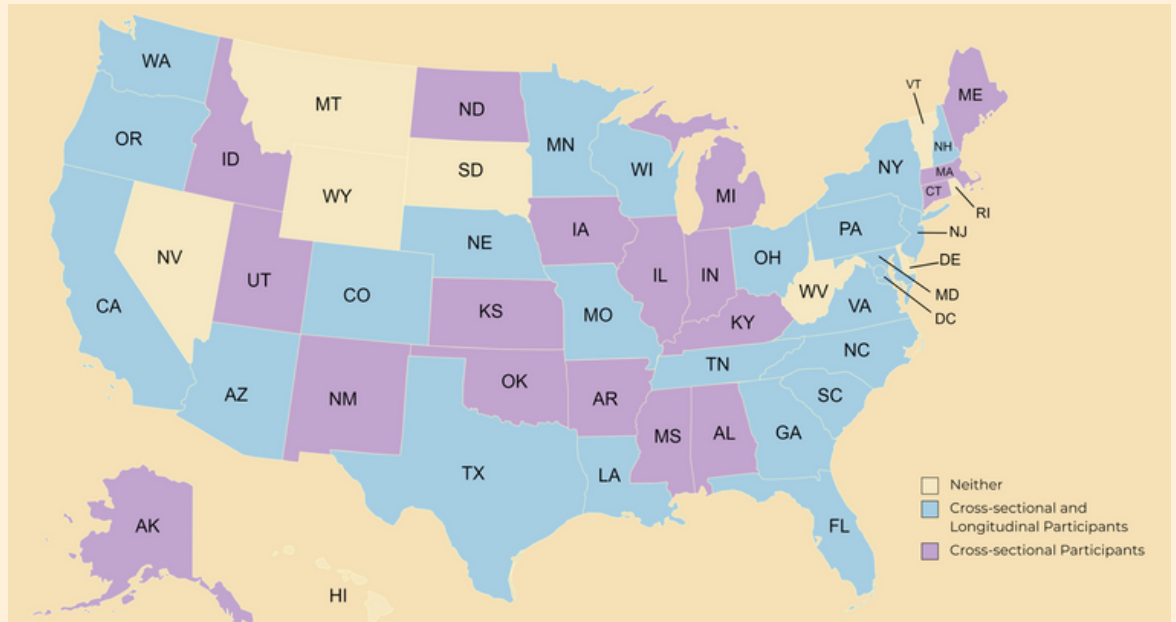 WA
MT
ND
MN
VT
ME
OR
ID
SD
WI
NY
NH
MA
CT
RI
WY
MI
NV
NE
IA
PA
NJ
UT
CO
KS
MO
IL
IN
OH
WV
VA
DE
MD
DC
CA
KY
AZ
NM
OK
AR
TN
NC
SC
MS
AL
GA
TX
LA
FL
AK
HI
Neither
Cross-sectional and
Longitudinal Participants
Cross-sectional Participants